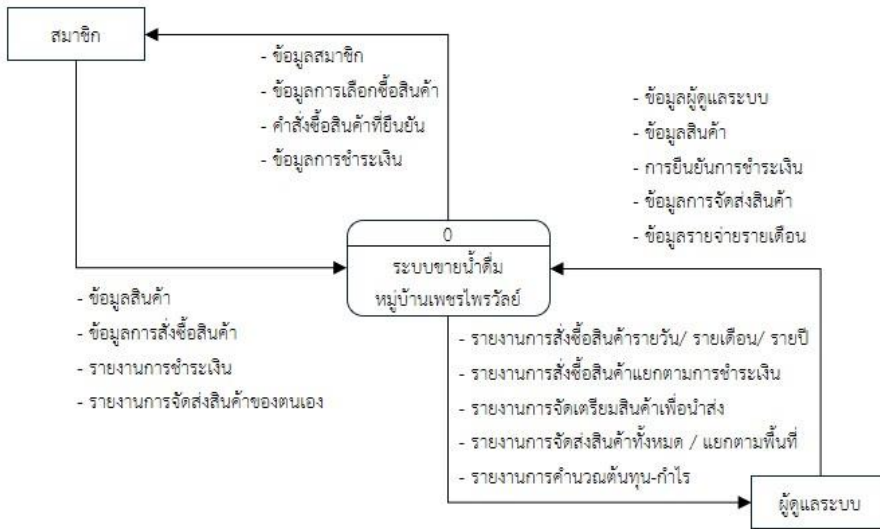 สมาชิก
- ข้อมูลสมาชิก
- ข้อมูลการเลือกซื้อสินค้า
- คำสั่งซื้อสินค้าที่ยืนยัน
- ข้อมูลการชำระเงิน
- ข้อมูลผู้ดูแลระบบ
- ข้อมูลสินค้า
- การยืนยันการชำระเงิน
- ข้อมูลการจัดส่งสินค้า
- ข้อมูลรายจ่ายรายเดือน
0
ระบบขายน้ำดื่ม
หมู่บ้านเพชรไพรวัลย์
- ข้อมูลสินค้า
- ข้อมูลการสั่งซื้อสินค้า
- รายงานการชำระเงิน
- รายงานการจัดส่งสินค้าของตนเอง
- รายงานการสั่งซื้อสินค้ารายวัน/ รายเดือน/ รายปี
- รายงานการสั่งซื้อสินค้าแยกตามการชำระเงิน
- รายงานการจัดเตรียมสินค้าเพื่อนำส่ง
- รายงานการจัดส่งสินค้าทั้งหมด / แยกตามพื้นที่
- รายงานการคำนวณต้นทุน-กำไร
ผู้ดูแลระบบ